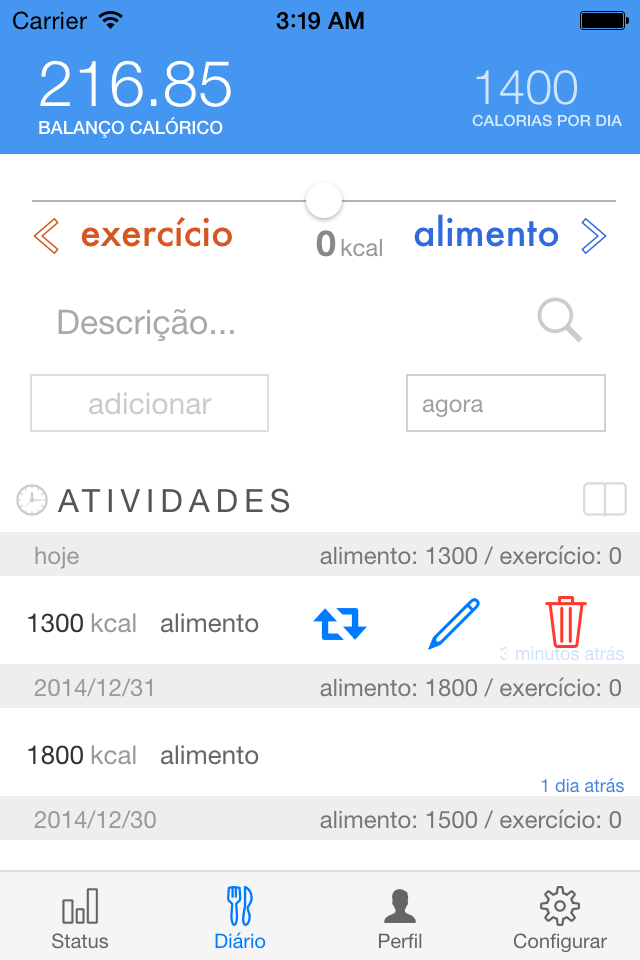 Carrier 3:19 AM
216.85 1400
BALANÇO CALÓRICO CALORIAS POR DIA
exercício 0 kcal alimento
Descrição...
adicionar agora
ATIVIDADES
hoje alimento: 1300 / exercício: 0
1300 kcal alimento
3 minutos atrás
2014/12/31 alimento: 1800 / exercício: 0
1800 kcal alimento
1 dia atrás
2014/12/30 alimento: 1500 / exercício: 0
Status Diário Perfil Configurar